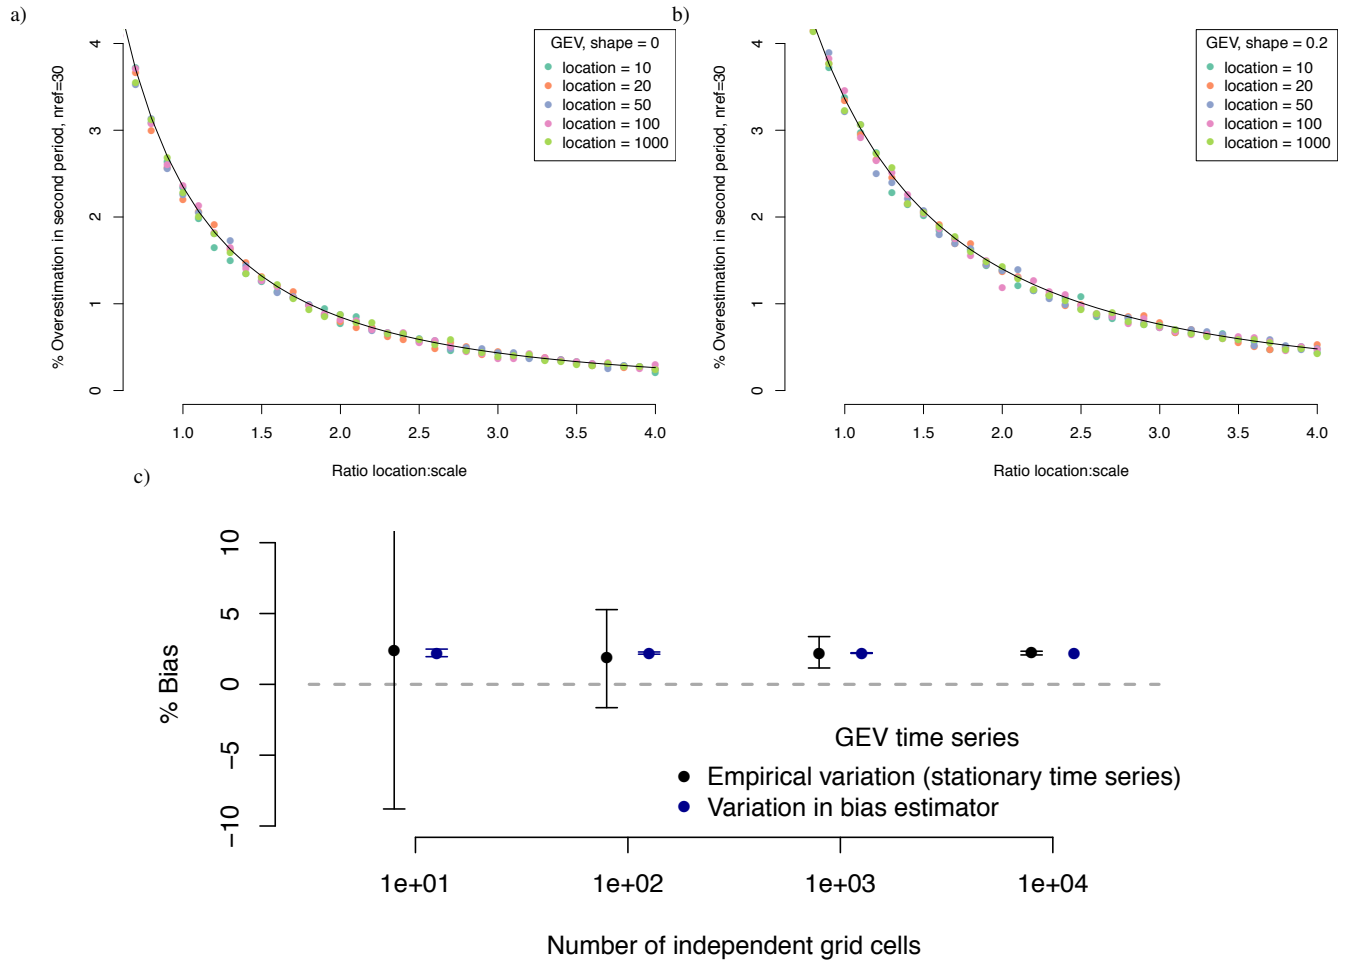 a)
% Overestimation in second period, nref=30
4
3
2
1
0
GEV, shape = 0
location = 10
location = 20
location = 50
location = 100
location = 1000
1.0 1.5 2.0 2.5 3.0 3.5 4.0
Ratio location:scale
b)
% Overestimation in second period, nref=30
4
3
2
1
0
GEV, shape = 0.2
location = 10
location = 20
location = 50
location = 100
location = 1000
1.0 1.5 2.0 2.5 3.0 3.5 4.0
Ratio location:scale
c)
% Bias
10
5
0
−5
−10
GEV time series
Empirical variation (stationary time series)
Variation in bias estimator
1e+01 1e+02 1e+03 1e+04
Number of independent grid cells